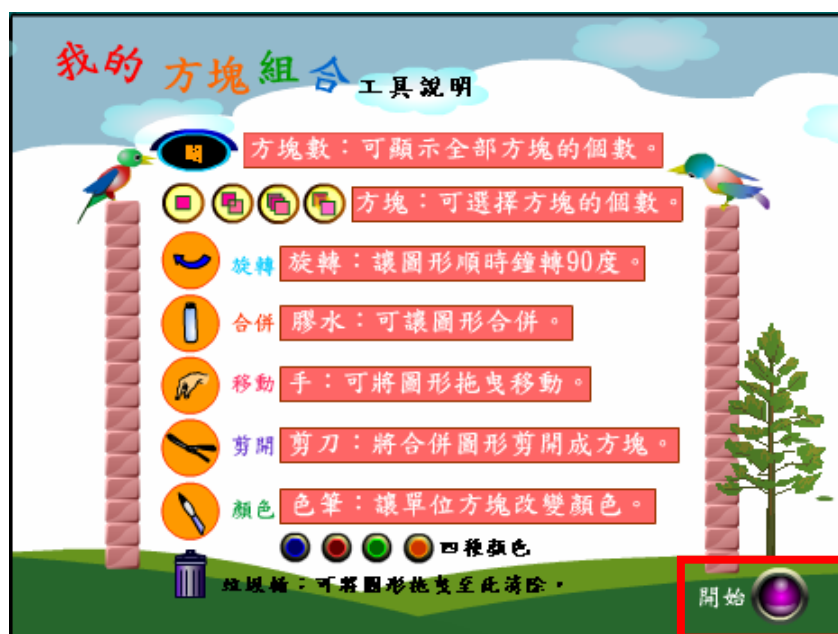 我的方塊組合 工具說明
方塊數：可顯示全部方塊的個數。
方塊：可選擇方塊的個數。
旋轉 旋轉：讓圖形順時鐘轉90度。
合併 膠水：可讓圖形合併。
移動 手：可將圖形拖曳移動。
剪開 剪刀：將合併圖形剪開成方塊。
顏色 色筆：讓單位方塊改變顏色。
四種顏色
垃圾桶：可將圖形拖曳至此清除。
開始